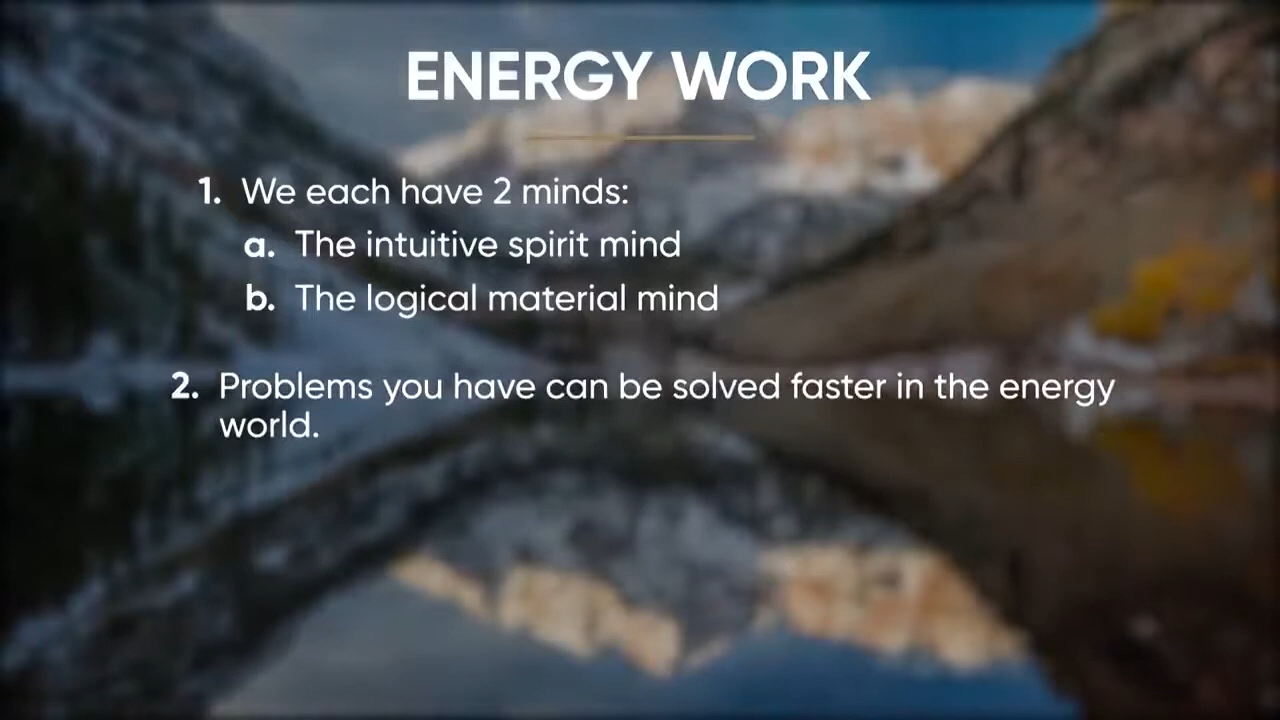 ENERGY WORK
1. We each have 2 minds:
a. The intuitive spirit mind
b. The logical material mind
2. Problems you have can be solved faster in the energy
world.